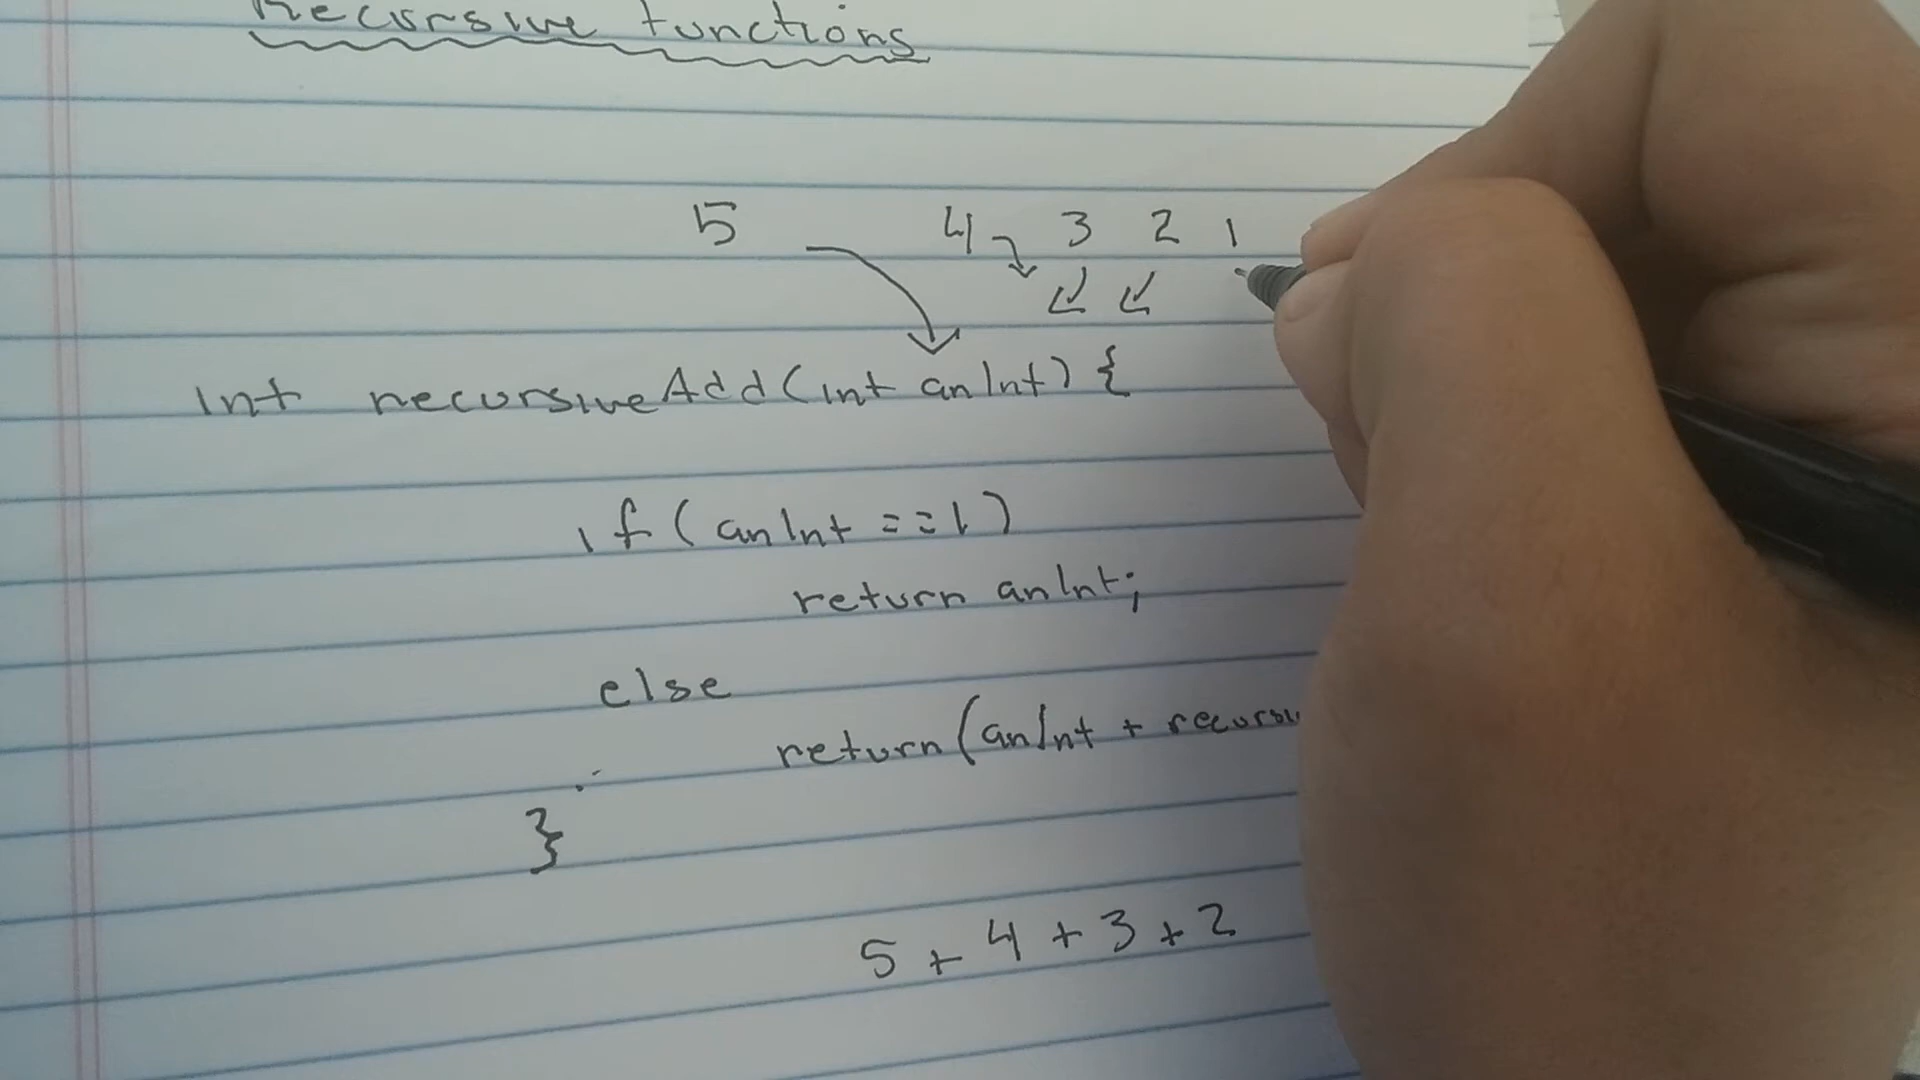 Recursive functions
5 4 3 2 1
int recursiveAdd(int anInt) {
if (anInt ==1)
return anInt;
else
return (anInt +
}
5 + 4 + 3 + 2